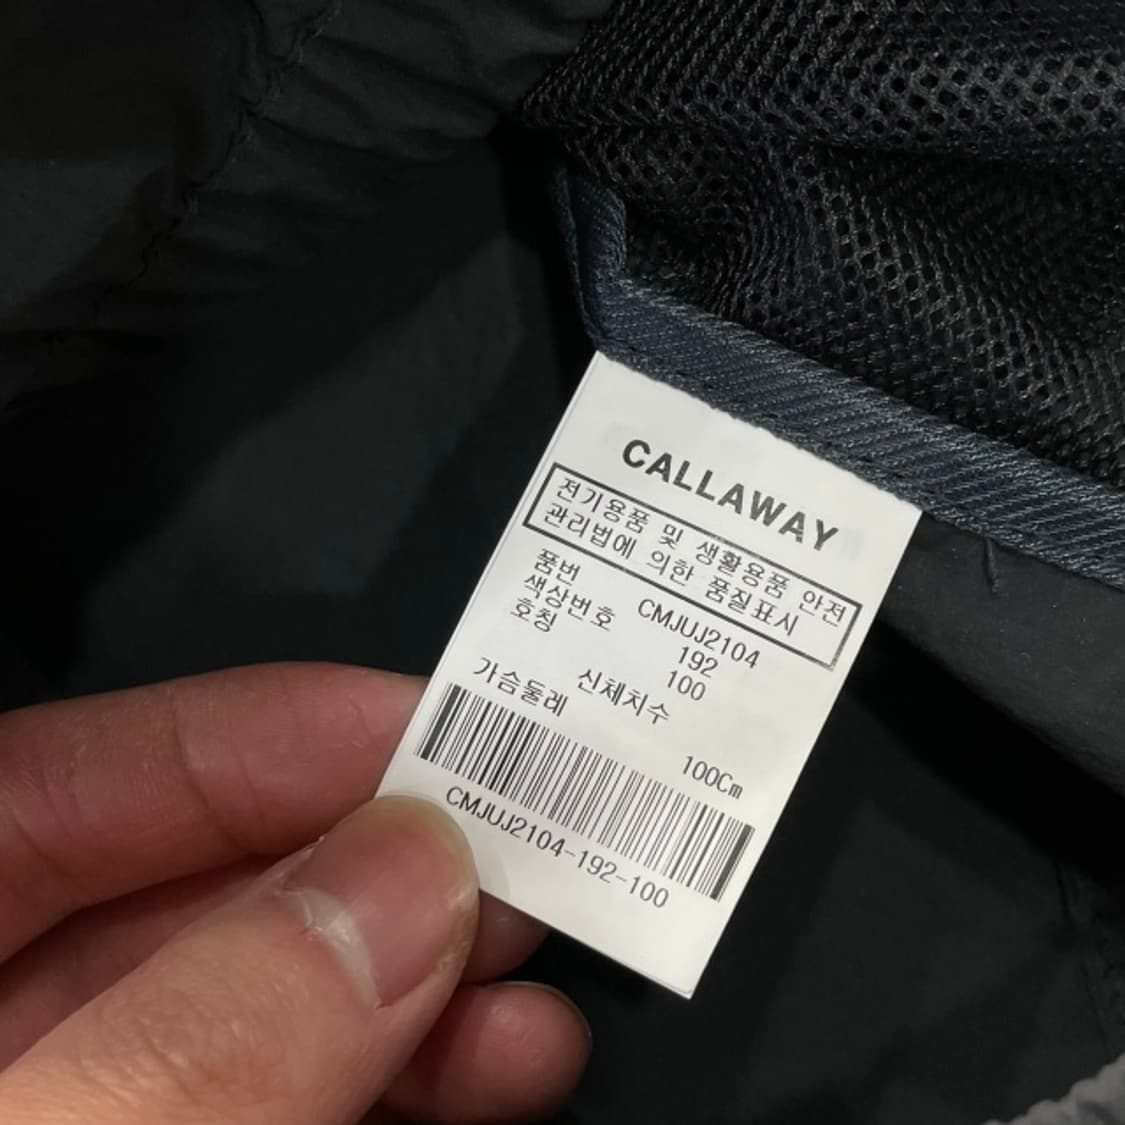 CALLAWAY
전기용품 및 생활용품 안전
관리법에 의한 품질표시
품번 CMJUJ2104
색상번호 192
호칭 100
신체치수
가슴둘레 100Cm
CMJUJ2104-192-100